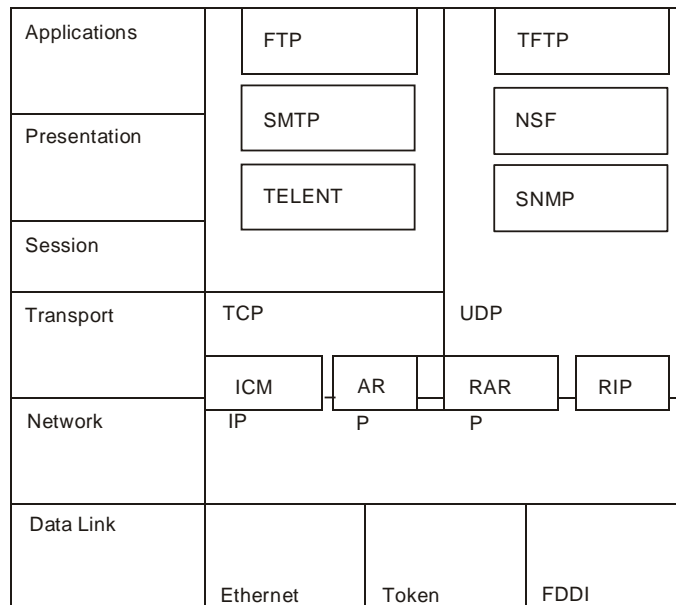 Applications
FTP
TFTP
SMTP
NSF
Presentation
TELENT
SNMP
Session
Transport
TCP
UDP
ICM
AR
RAR
RIP
Network
IP
P
P
Data Link
Ethernet
Token
FDDI